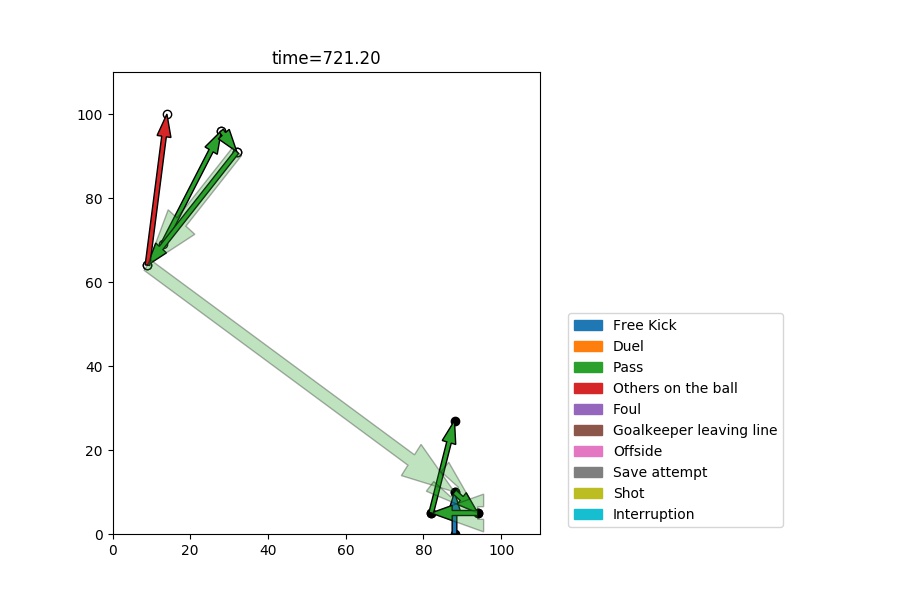 time=721.20
100
80
60
40
20
0
0
20
40
60
80
100
Free Kick
Duel
Pass
Others on the ball
Foul
Goalkeeper leaving line
Offside
Save attempt
Shot
Interruption